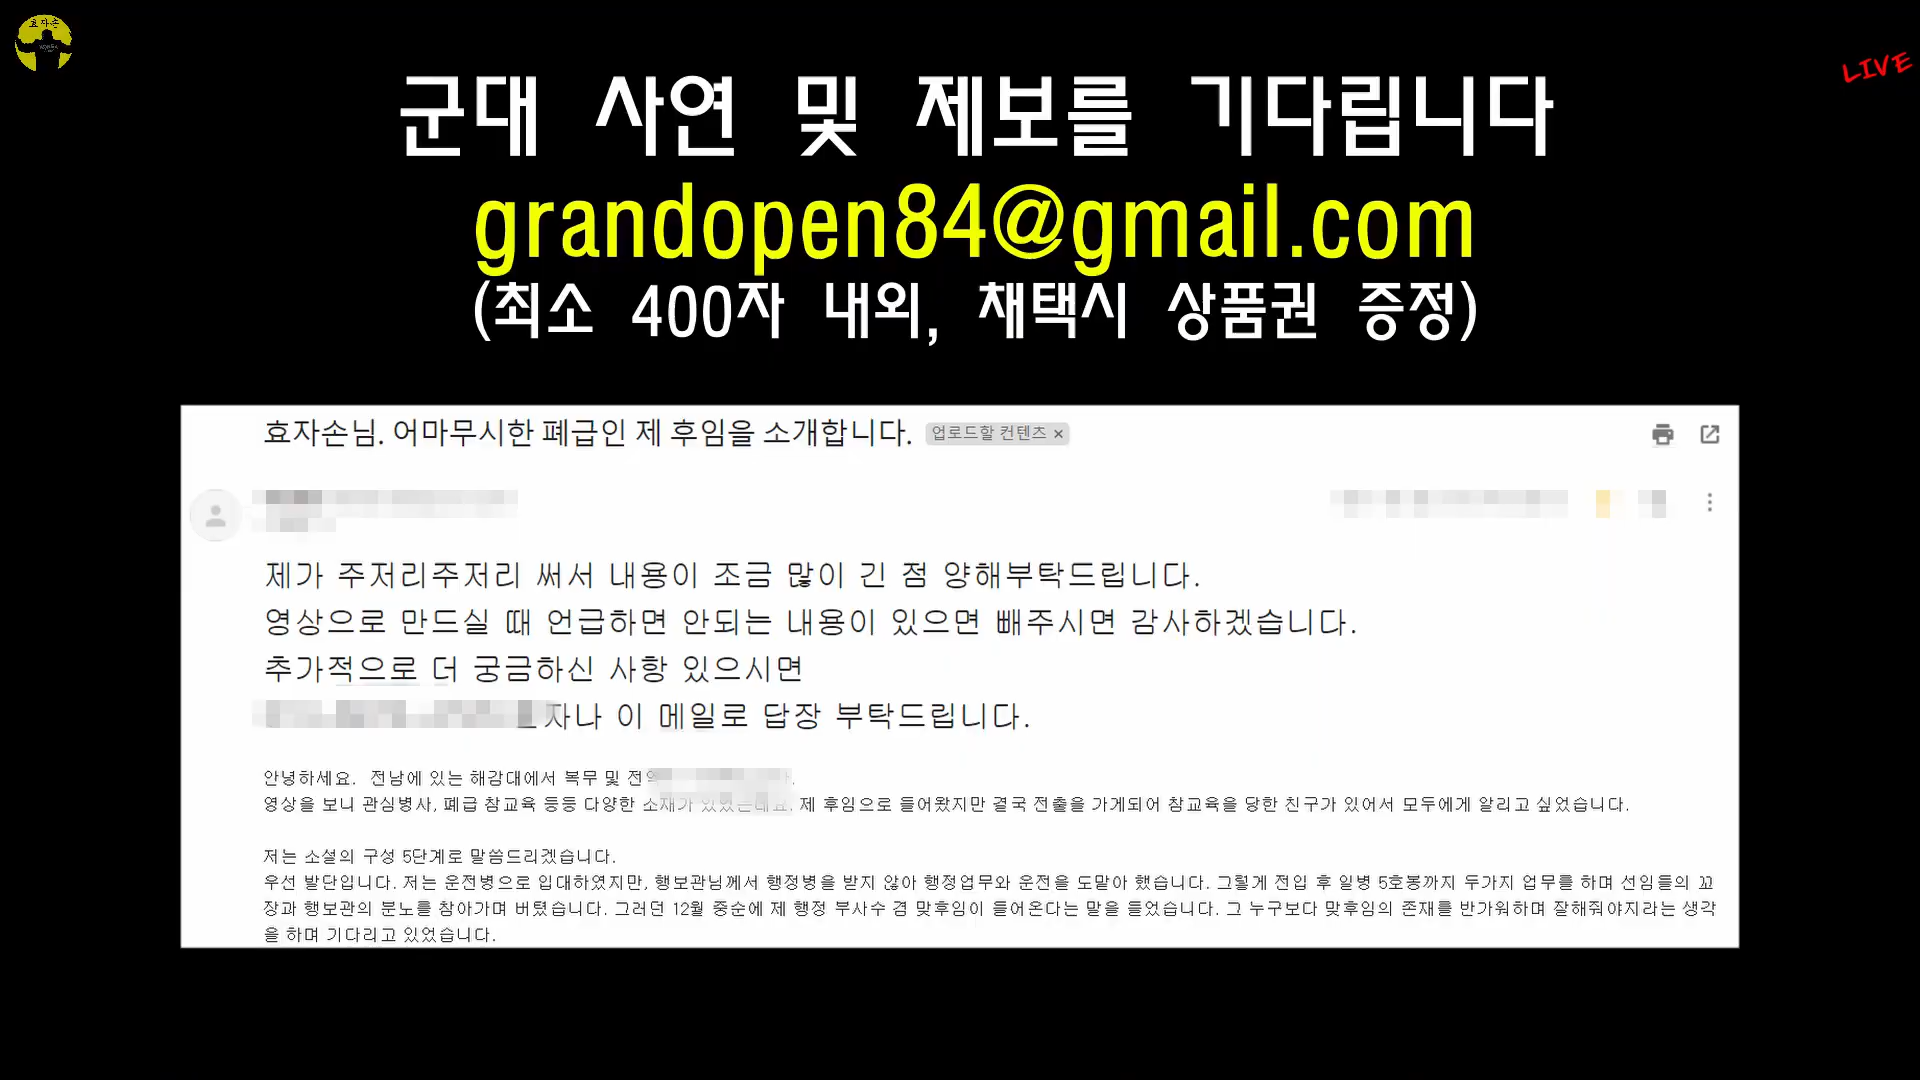 효자손
LIVE
군대 사연 및 제보를 기다립니다
grandopen84@gmail.com
(최소 400자 내외, 채택시 상품권 증정)
효자손님. 어마무시한 폐급인 제 후임을 소개합니다. 업로드할 컨텐츠 ×
제가 주저리주저리 써서 내용이 조금 많이 긴 점 양해부탁드립니다.
영상으로 만드실 때 언급하면 안되는 내용이 있으면 빼주시면 감사하겠습니다.
추가적으로 더 궁금하신 사항 있으시면
이 메일로 답장 부탁드립니다.
안녕하세요. 전남에 있는 해감대에서 복무 및
영상을 보니 관심병사, 폐급 참교육 등등 다양한 소재가 있었는데요. 제 후임으로 들어왔지만 결국 전출을 가게되어 참교육을 당한 친구가 있어서 모두에게 알리고 싶었습니다.
저는 소설의 구성 5단계로 말씀드리겠습니다.
우선 발단입니다. 저는 운전병으로 입대하였지만, 행보관님께서 행정병을 받지 않아 행정업무와 운전을 도맡아 했습니다. 그렇게 전입 후 일병 5호봉까지 두가지 업무를 하며 선임들의 꼬
장과 행보관의 분노를 참아가며 버텼습니다. 그러던 12월 중순에 제 행정 부사수 겸 맞후임이 들어온다는 말을 들었습니다. 그 누구보다 맞후임의 존재를 반가워하며 잘해줘야지라는 생각
을 하며 기다리고 있었습니다.